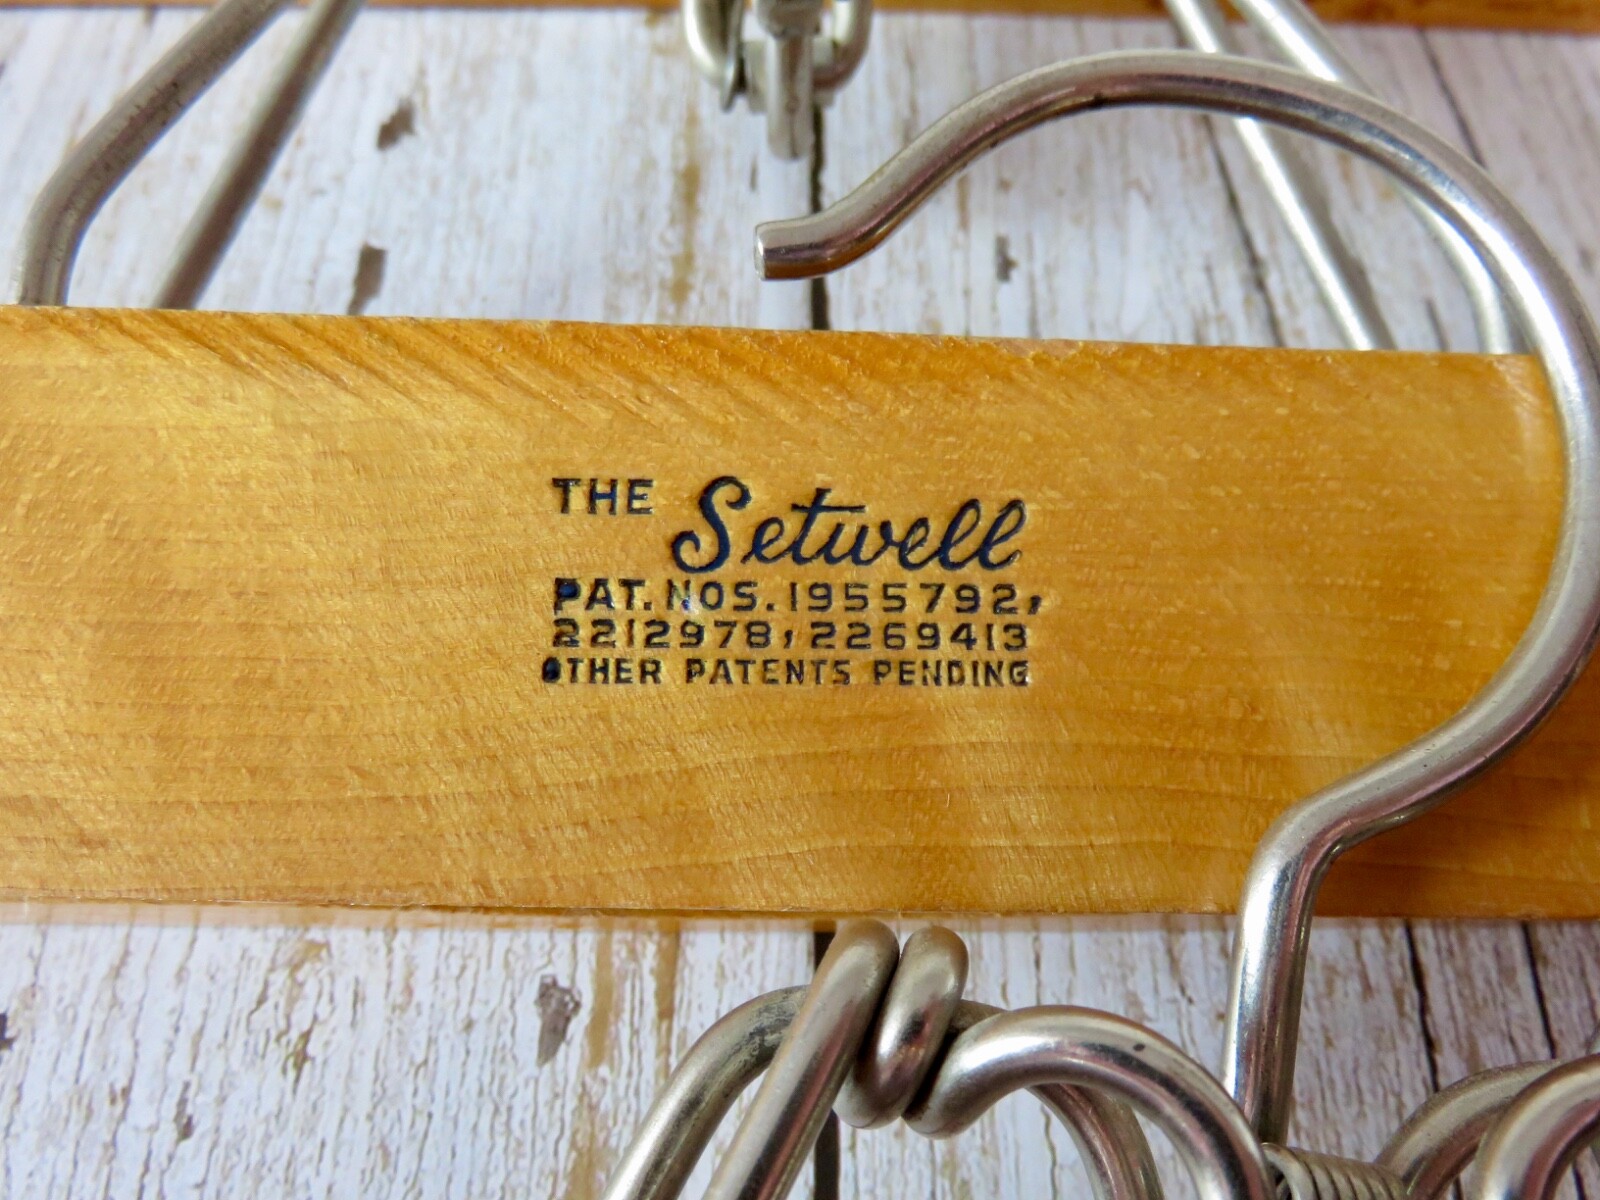 THE Setwell
PAT. NOS. 1955792,
2212978, 2269413
OTHER PATENTS PENDING